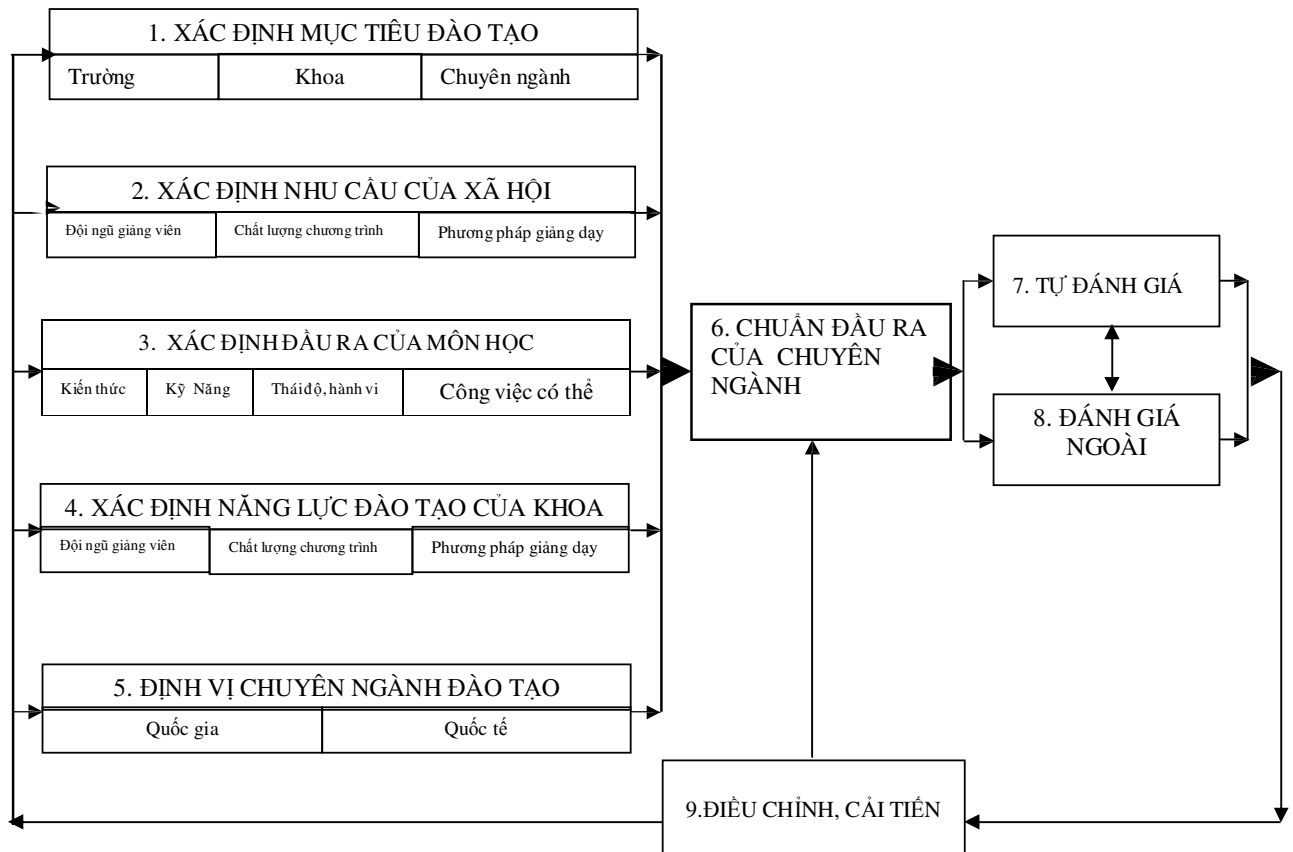 1. XÁC ĐỊNH MỤC TIÊU ĐÀO TẠO
Trường Khoa Chuyên ngành
2. XÁC ĐỊNH NHU CẦU CỦA XÃ HỘI
Đội ngũ giảng viên Chất lượng chương trình Phương pháp giảng dạy
3. XÁC ĐỊNH ĐẦU RA CỦA MÔN HỌC
Kiến thức Kỹ Năng Thái độ, hành vi Công việc có thể
4. XÁC ĐỊNH NĂNG LỰC ĐÀO TẠO CỦA KHOA
Đội ngũ giảng viên Chất lượng chương trình Phương pháp giảng dạy
5. ĐỊNH VỊ CHUYÊN NGÀNH ĐÀO TẠO
Quốc gia Quốc tế
6. CHUẨN ĐẦU RA
CỦA CHUYÊN
NGÀNH
7. TỰ ĐÁNH GIÁ
8. ĐÁNH GIÁ
NGOÀI
9.ĐIỀU CHỈNH, CẢI TIẾN